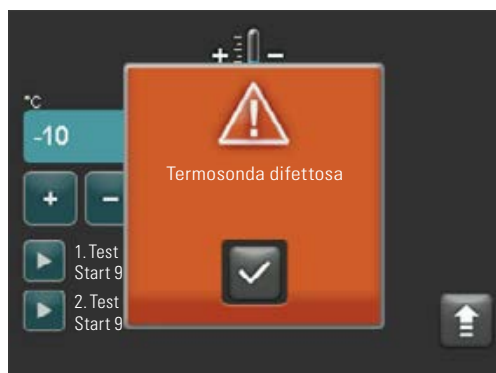 + −
°C
-10
Termosonda difettosa
+ −
1. Test
Start 9
2. Test
Start 9